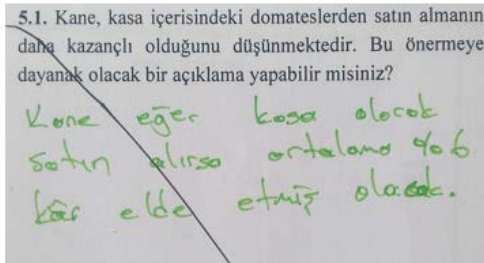 5.1. Kane, kasa içerisindeki domateslerden satın almanın
daha kazançlı olduğunu düşünmektedir. Bu önermeye
dayanak olacak bir açıklama yapabilir misiniz?
Kane eğer kasa olarak
satın alırsa ortalama %6
kâr elde etmiş olacak.